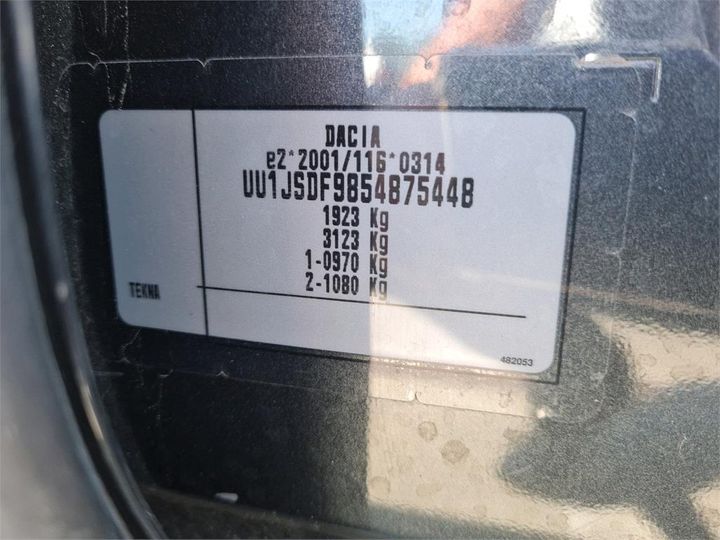 DACIA
e2*2001/116*0314
UU1JSDF9854875448
1923 Kg
3123 Kg
1-0970 Kg
2-1080 Kg
TEKNA
482053